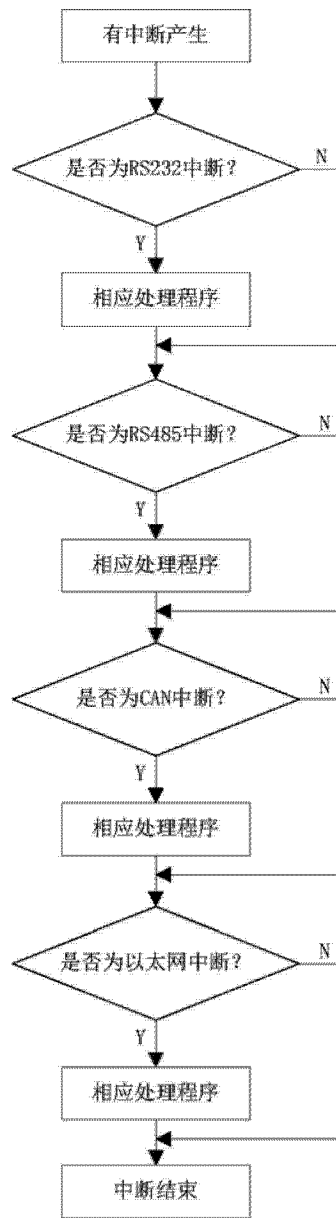 有中断产生
是否为RS232中断？
N
Y
相应处理程序
是否为RS485中断？
N
Y
相应处理程序
是否为CAN中断？
N
Y
相应处理程序
是否为以太网中断？
N
Y
相应处理程序
中断结束